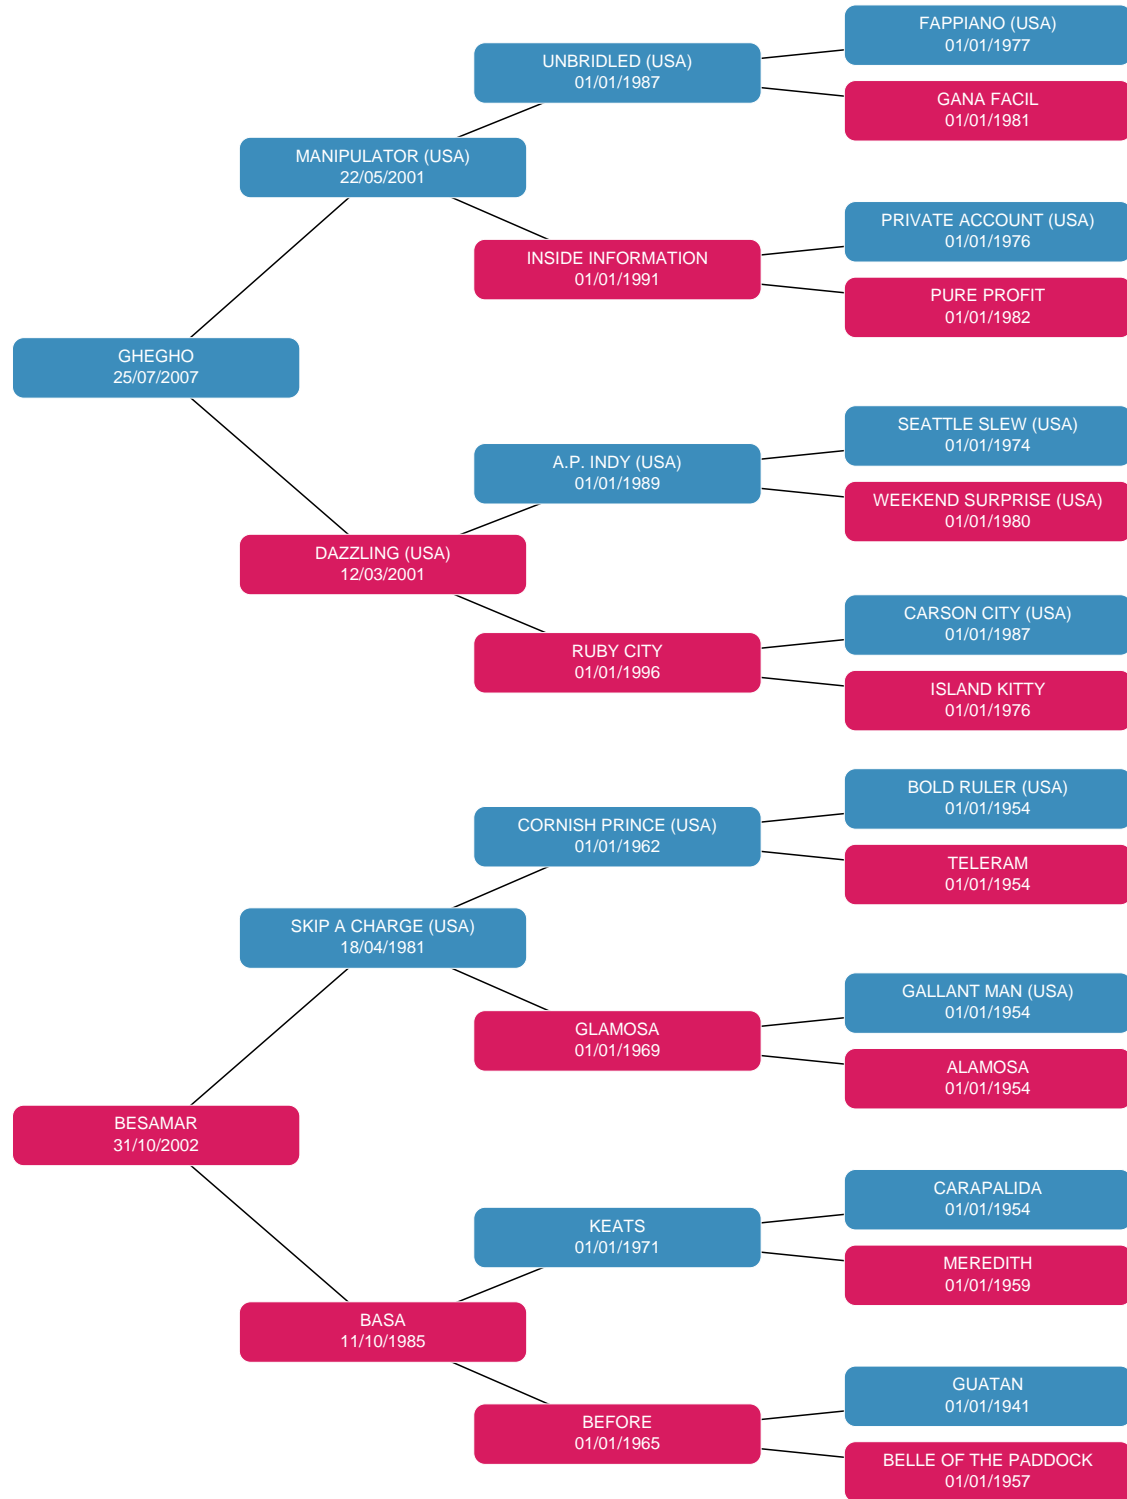 FAPPIANO (USA)
01/01/1977
UNBRIDLED (USA)
01/01/1987
GANA FACIL
01/01/1981
MANIPULATOR (USA)
22/05/2001
PRIVATE ACCOUNT (USA)
01/01/1976
INSIDE INFORMATION
01/01/1991
PURE PROFIT
01/01/1982
GHEGHO
25/07/2007
SEATTLE SLEW (USA)
01/01/1974
A.P. INDY (USA)
01/01/1989
WEEKEND SURPRISE (USA)
01/01/1980
DAZZLING (USA)
12/03/2001
CARSON CITY (USA)
01/01/1987
RUBY CITY
01/01/1996
ISLAND KITTY
01/01/1976
BOLD RULER (USA)
01/01/1954
CORNISH PRINCE (USA)
01/01/1962
TELERAM
01/01/1954
SKIP A CHARGE (USA)
18/04/1981
GALLANT MAN (USA)
01/01/1954
GLAMOSA
01/01/1969
ALAMOSA
01/01/1954
BESAMAR
31/10/2002
CARAPALIDA
01/01/1954
KEATS
01/01/1971
MEREDITH
01/01/1959
BASA
11/10/1985
GUATAN
01/01/1941
BEFORE
01/01/1965
BELLE OF THE PADDOCK
01/01/1957